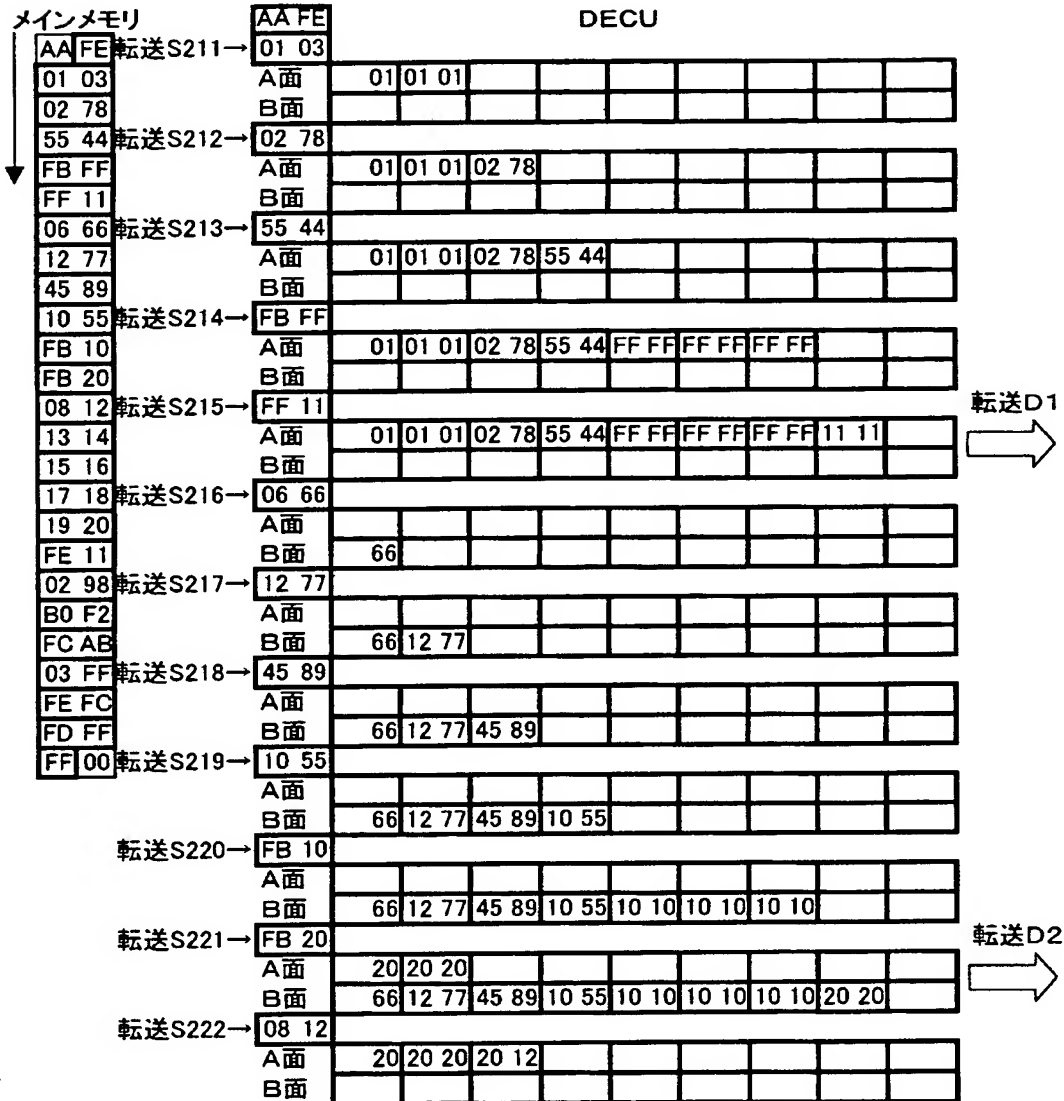 メインメモリ
AA FE
01 03
02 78
55 44
FB FF
FF 11
06 66
12 77
45 89
10 55
FB 10
FB 20
08 12
13 14
15 16
17 18
19 20
FE 11
02 98
B0 F2
FC AB
03 FF
FE FC
FD FF
FF 00
DECU
AA FE
転送S211→ 01 03
A面 01 01 01
B面
転送S212→ 02 78
A面 01 01 01 02 78
B面
転送S213→ 55 44
A面 01 01 01 02 78 55 44
B面
転送S214→ FB FF
A面 01 01 01 02 78 55 44 FF FF FF FF FF FF
B面
転送S215→ FF 11
A面 01 01 01 02 78 55 44 FF FF FF FF FF FF 11 11
B面
転送D1
転送S216→ 06 66
A面
B面 66
転送S217→ 12 77
A面
B面 66 12 77
転送S218→ 45 89
A面
B面 66 12 77 45 89
転送S219→ 10 55
A面
B面 66 12 77 45 89 10 55
転送S220→ FB 10
A面
B面 66 12 77 45 89 10 55 10 10 10 10 10 10
転送S221→ FB 20
A面 20 20 20
B面 66 12 77 45 89 10 55 10 10 10 10 10 10 20 20
転送D2
転送S222→ 08 12
A面 20 20 20 20 12
B面